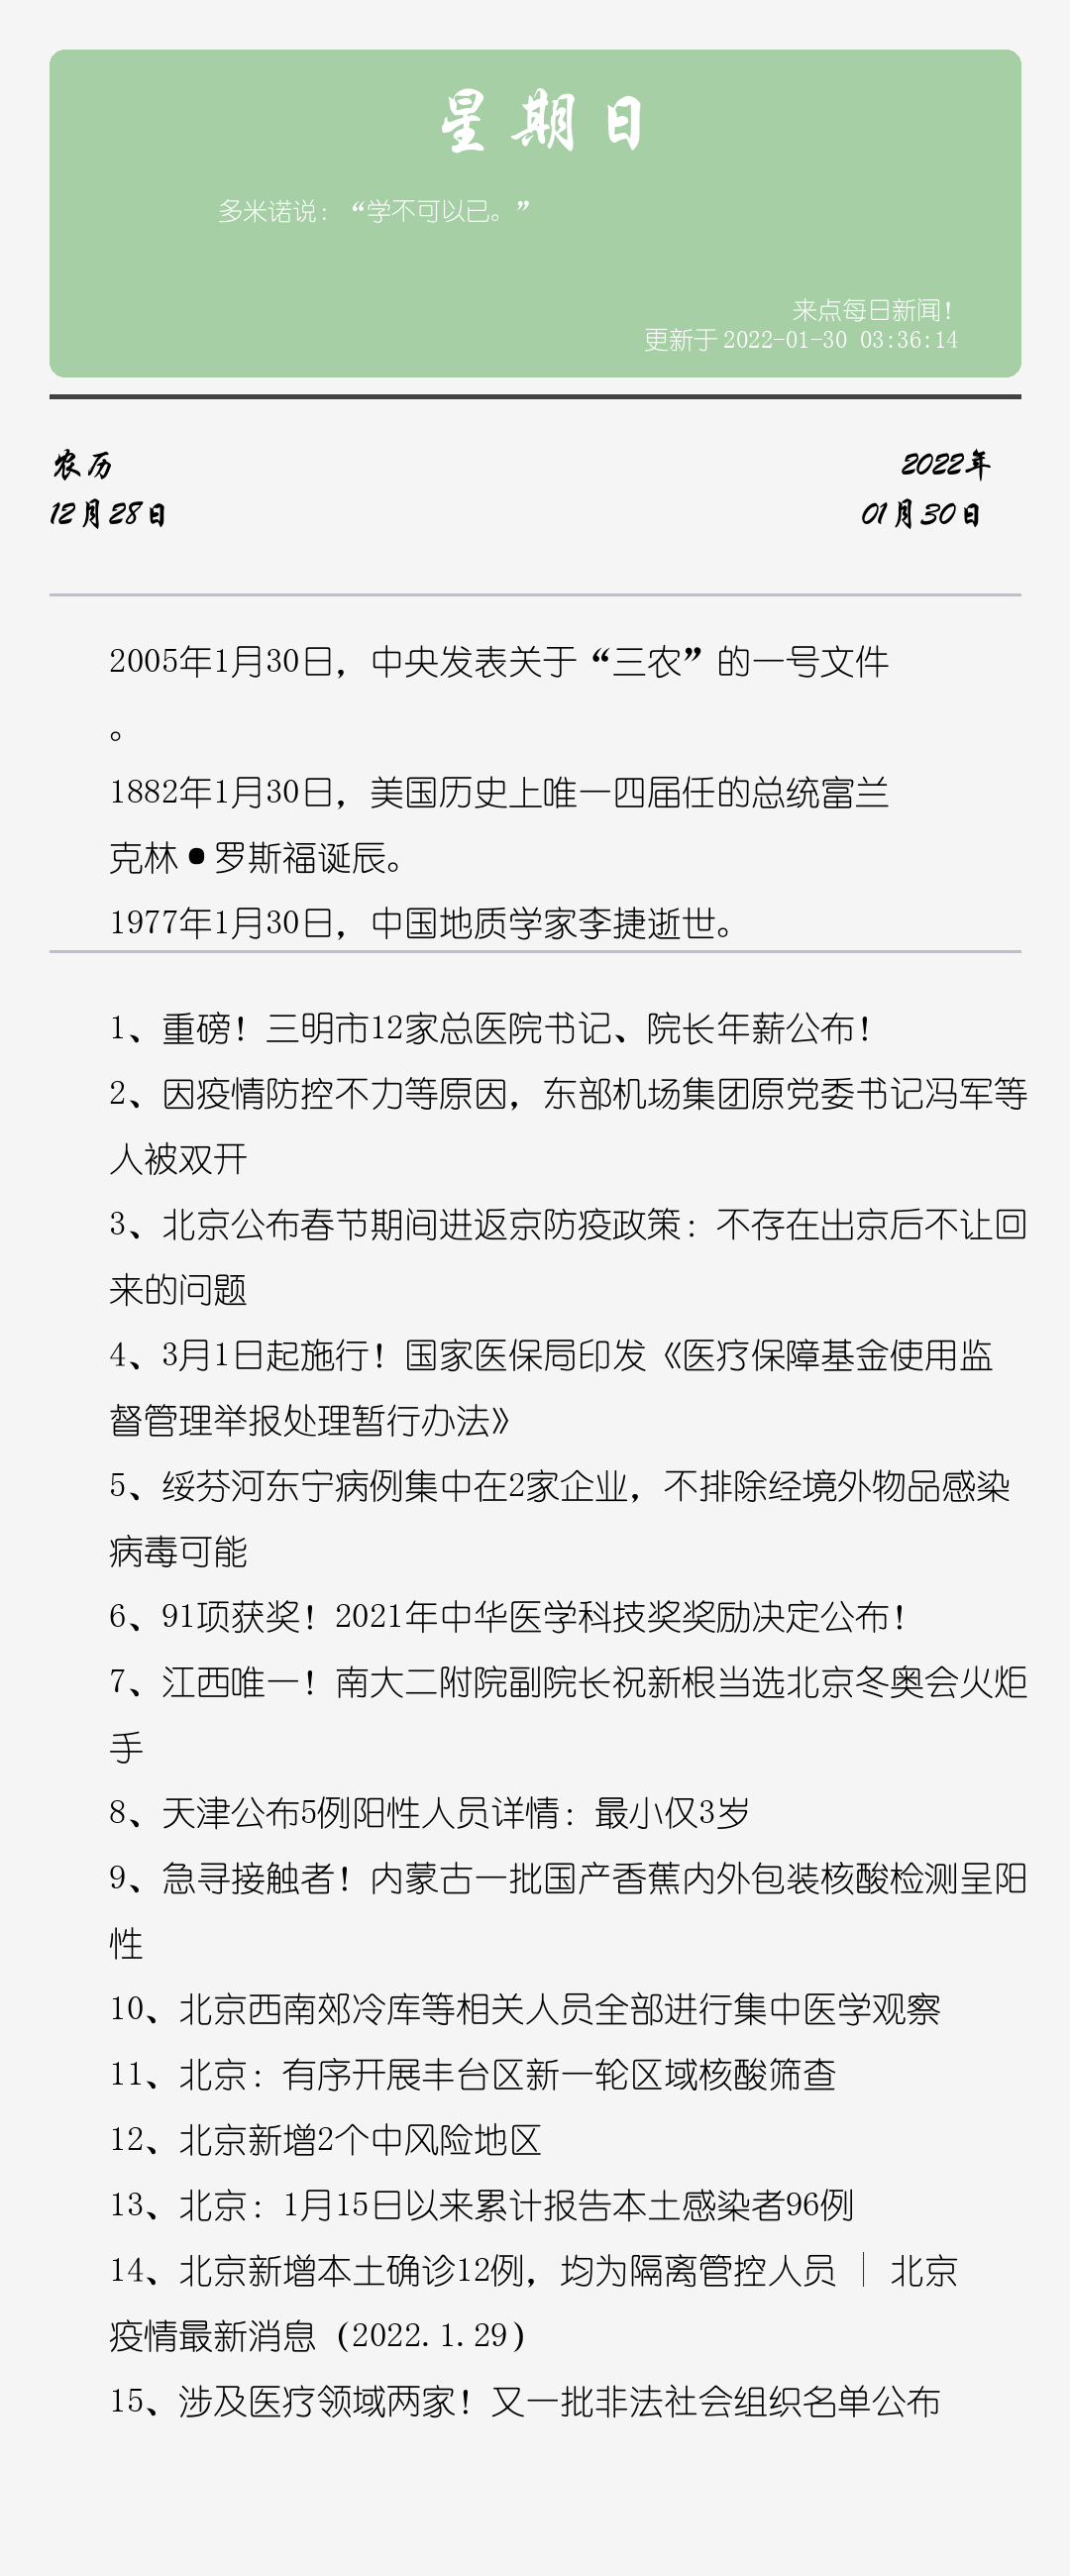 星期日
多米诺说：“学不可以已。”
来点每日新闻！
更新于 2022-01-30 03:36:14
农历
2022年
12月28日
01月30日
2005年1月30日，中央发表关于“三农”的一号文件
。
1882年1月30日，美国历史上唯一四届任的总统富兰
克林•罗斯福诞辰。
1977年1月30日，中国地质学家李捷逝世。
1、重磅！三明市12家总医院书记、院长年薪公布！
2、因疫情防控不力等原因，东部机场集团原党委书记冯军等
人被双开
3、北京公布春节期间进返京防疫政策：不存在出京后不让回
来的问题
4、3月1日起施行！国家医保局印发《医疗保障基金使用监
督管理举报处理暂行办法》
5、绥芬河东宁病例集中在2家企业，不排除经境外物品感染
病毒可能
6、91项获奖！2021年中华医学科技奖奖励决定公布！
7、江西唯一！南大二附院副院长祝新根当选北京冬奥会火炬
手
8、天津公布5例阳性人员详情：最小仅3岁
9、急寻接触者！内蒙古一批国产香蕉内外包装核酸检测呈阳
性
10、北京西南郊冷库等相关人员全部进行集中医学观察
11、北京：有序开展丰台区新一轮区域核酸筛查
12、北京新增2个中风险地区
13、北京：1月15日以来累计报告本土感染者96例
14、北京新增本土确诊12例，均为隔离管控人员 | 北京
疫情最新消息（2022.1.29）
15、涉及医疗领域两家！又一批非法社会组织名单公布